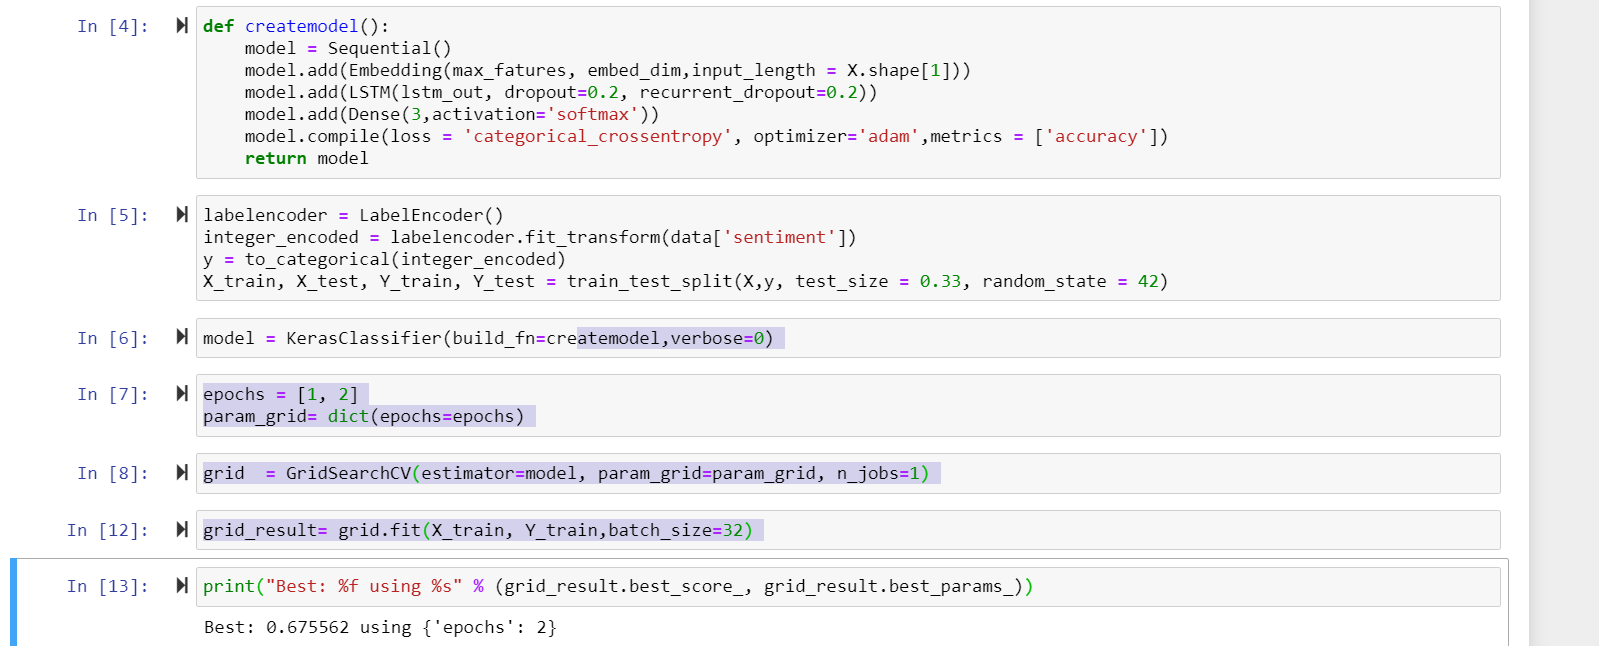 In [4]:
def createmodel():
    model = Sequential()
    model.add(Embedding(max_fatures, embed_dim,input_length = X.shape[1]))
    model.add(LSTM(lstm_out, dropout=0.2, recurrent_dropout=0.2))
    model.add(Dense(3,activation='softmax'))
    model.compile(loss = 'categorical_crossentropy', optimizer='adam',metrics = ['accuracy'])
    return model
In [5]:
labelencoder = LabelEncoder()
integer_encoded = labelencoder.fit_transform(data['sentiment'])
y = to_categorical(integer_encoded)
X_train, X_test, Y_train, Y_test = train_test_split(X,y, test_size = 0.33, random_state = 42)
In [6]:
model = KerasClassifier(build_fn=createmodel,verbose=0)
In [7]:
epochs = [1, 2]
param_grid= dict(epochs=epochs)
In [8]:
grid  = GridSearchCV(estimator=model, param_grid=param_grid, n_jobs=1)
In [12]:
grid_result= grid.fit(X_train, Y_train,batch_size=32)
In [13]:
print("Best: %f using %s" % (grid_result.best_score_, grid_result.best_params_))
Best: 0.675562 using {'epochs': 2}